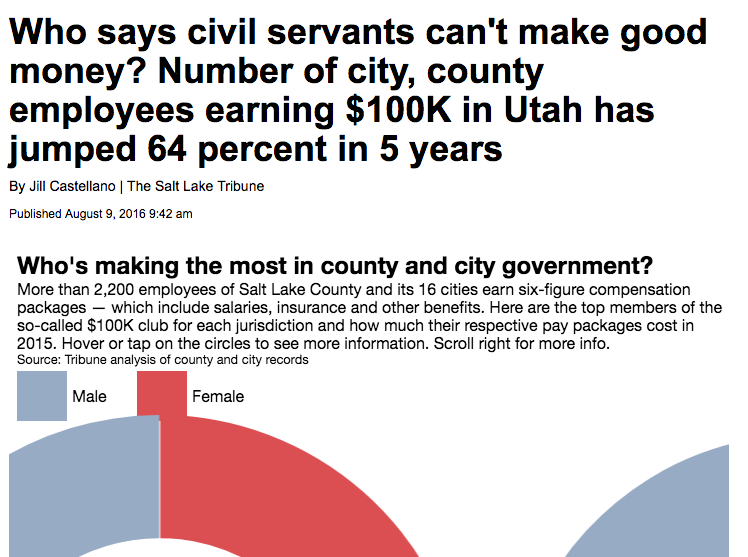 Who says civil servants can't make good
money? Number of city, county
employees earning $100K in Utah has
jumped 64 percent in 5 years
By Jill Castellano | The Salt Lake Tribune
Published August 9, 2016 9:42 am
Who's making the most in county and city government?
More than 2,200 employees of Salt Lake County and its 16 cities earn six-figure compensation
packages — which include salaries, insurance and other benefits. Here are the top members of the
so-called $100K club for each jurisdiction and how much their respective pay packages cost in
2015. Hover or tap on the circles to see more information. Scroll right for more info.
Source: Tribune analysis of county and city records
Male Female